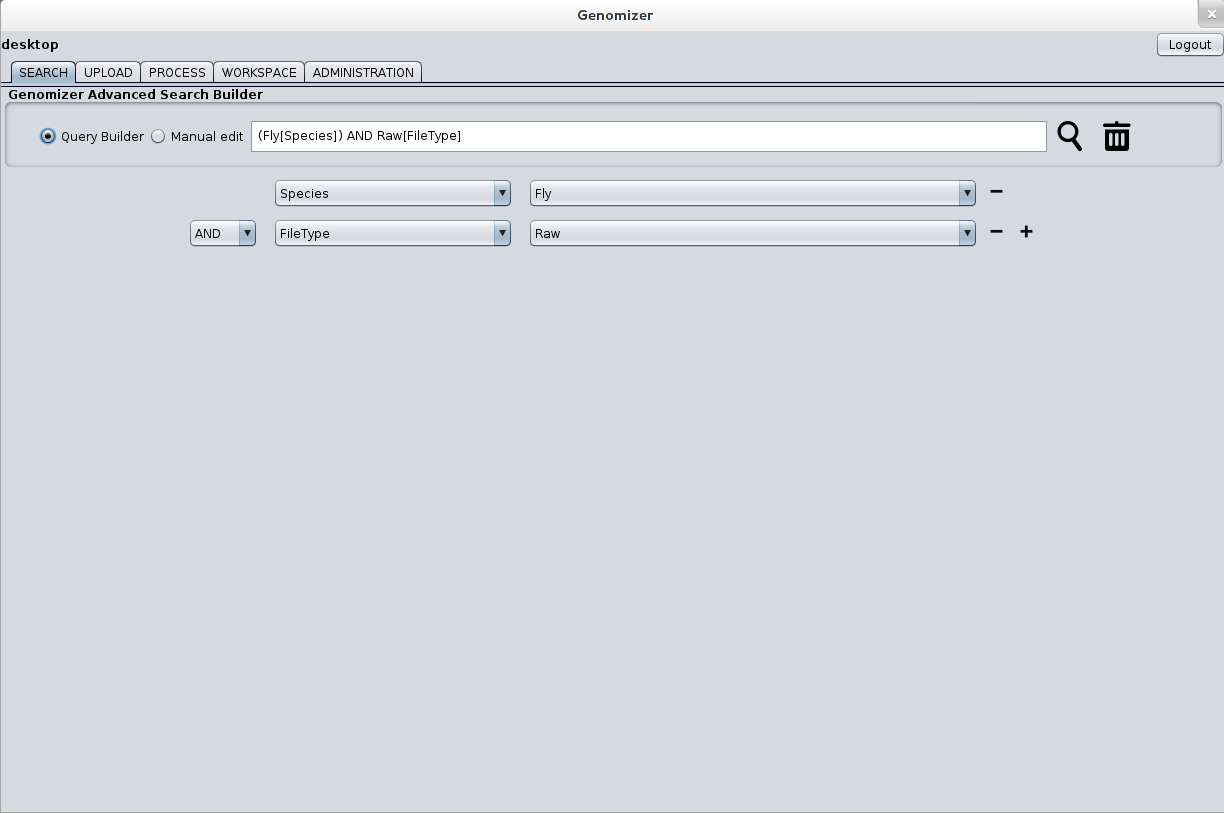 Genomizer
desktop
Logout
SEARCH UPLOAD PROCESS WORKSPACE ADMINISTRATION
Genomizer Advanced Search Builder
Query Builder Manual edit (Fly[Species]) AND Raw[FileType]
Species Fly
AND FileType Raw